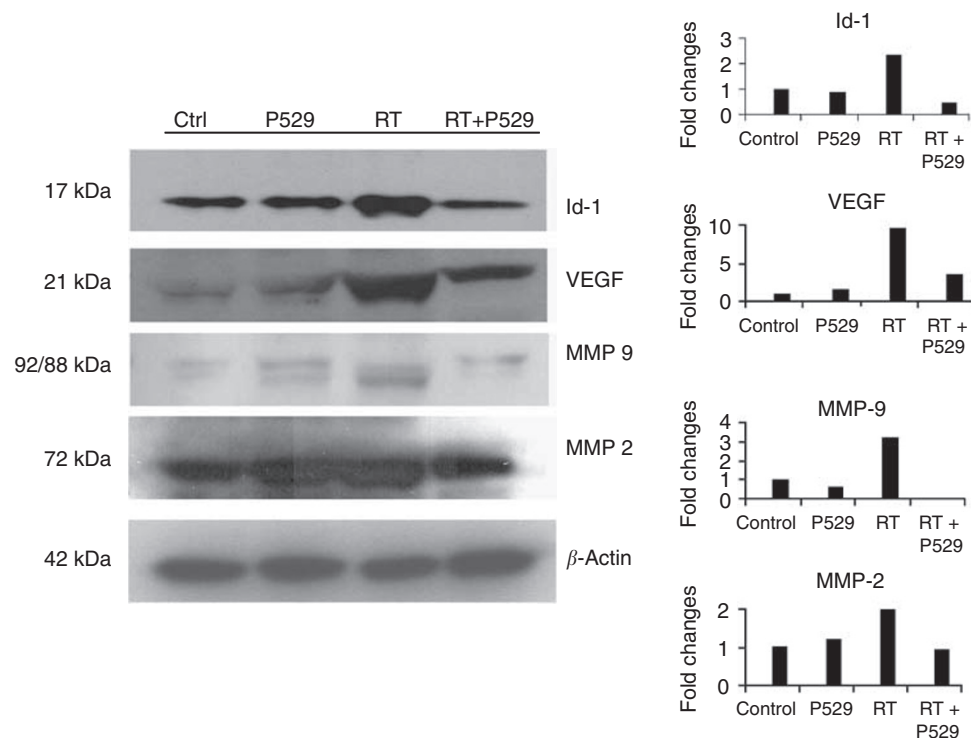 Ctrl P529 RT RT+P529
17 kDa Id-1
21 kDa VEGF
92/88 kDa MMP 9
72 kDa MMP 2
42 kDa β-Actin
Id-1
Fold changes
3
2
1
0
Control P529 RT RT +
P529
VEGF
Fold changes
10
5
0
Control P529 RT RT +
P529
MMP-9
Fold changes
4
3
2
1
0
Control P529 RT RT +
P529
MMP-2
Fold changes
2
1
0
Control P529 RT RT +
P529